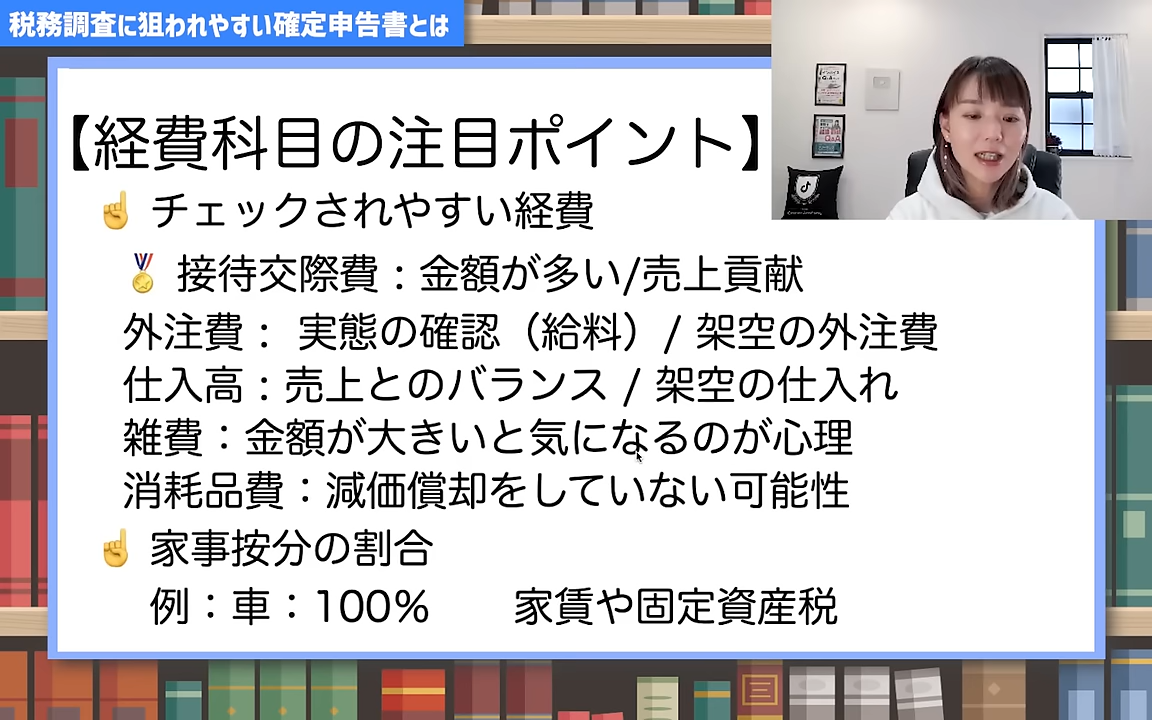 税務調査に狙われやすい確定申告書とは
【経費科目の注目ポイント】
☝チェックされやすい経費
🏅接待交際費：金額が多い/売上貢献
外注費： 実態の確認（給料）/ 架空の外注費
仕入高：売上とのバランス / 架空の仕入れ
雑費：金額が大きいと気になるのが心理
消耗品費：減価償却をしていない可能性
☝家事按分の割合
例：車：100%　　家賃や固定資産税